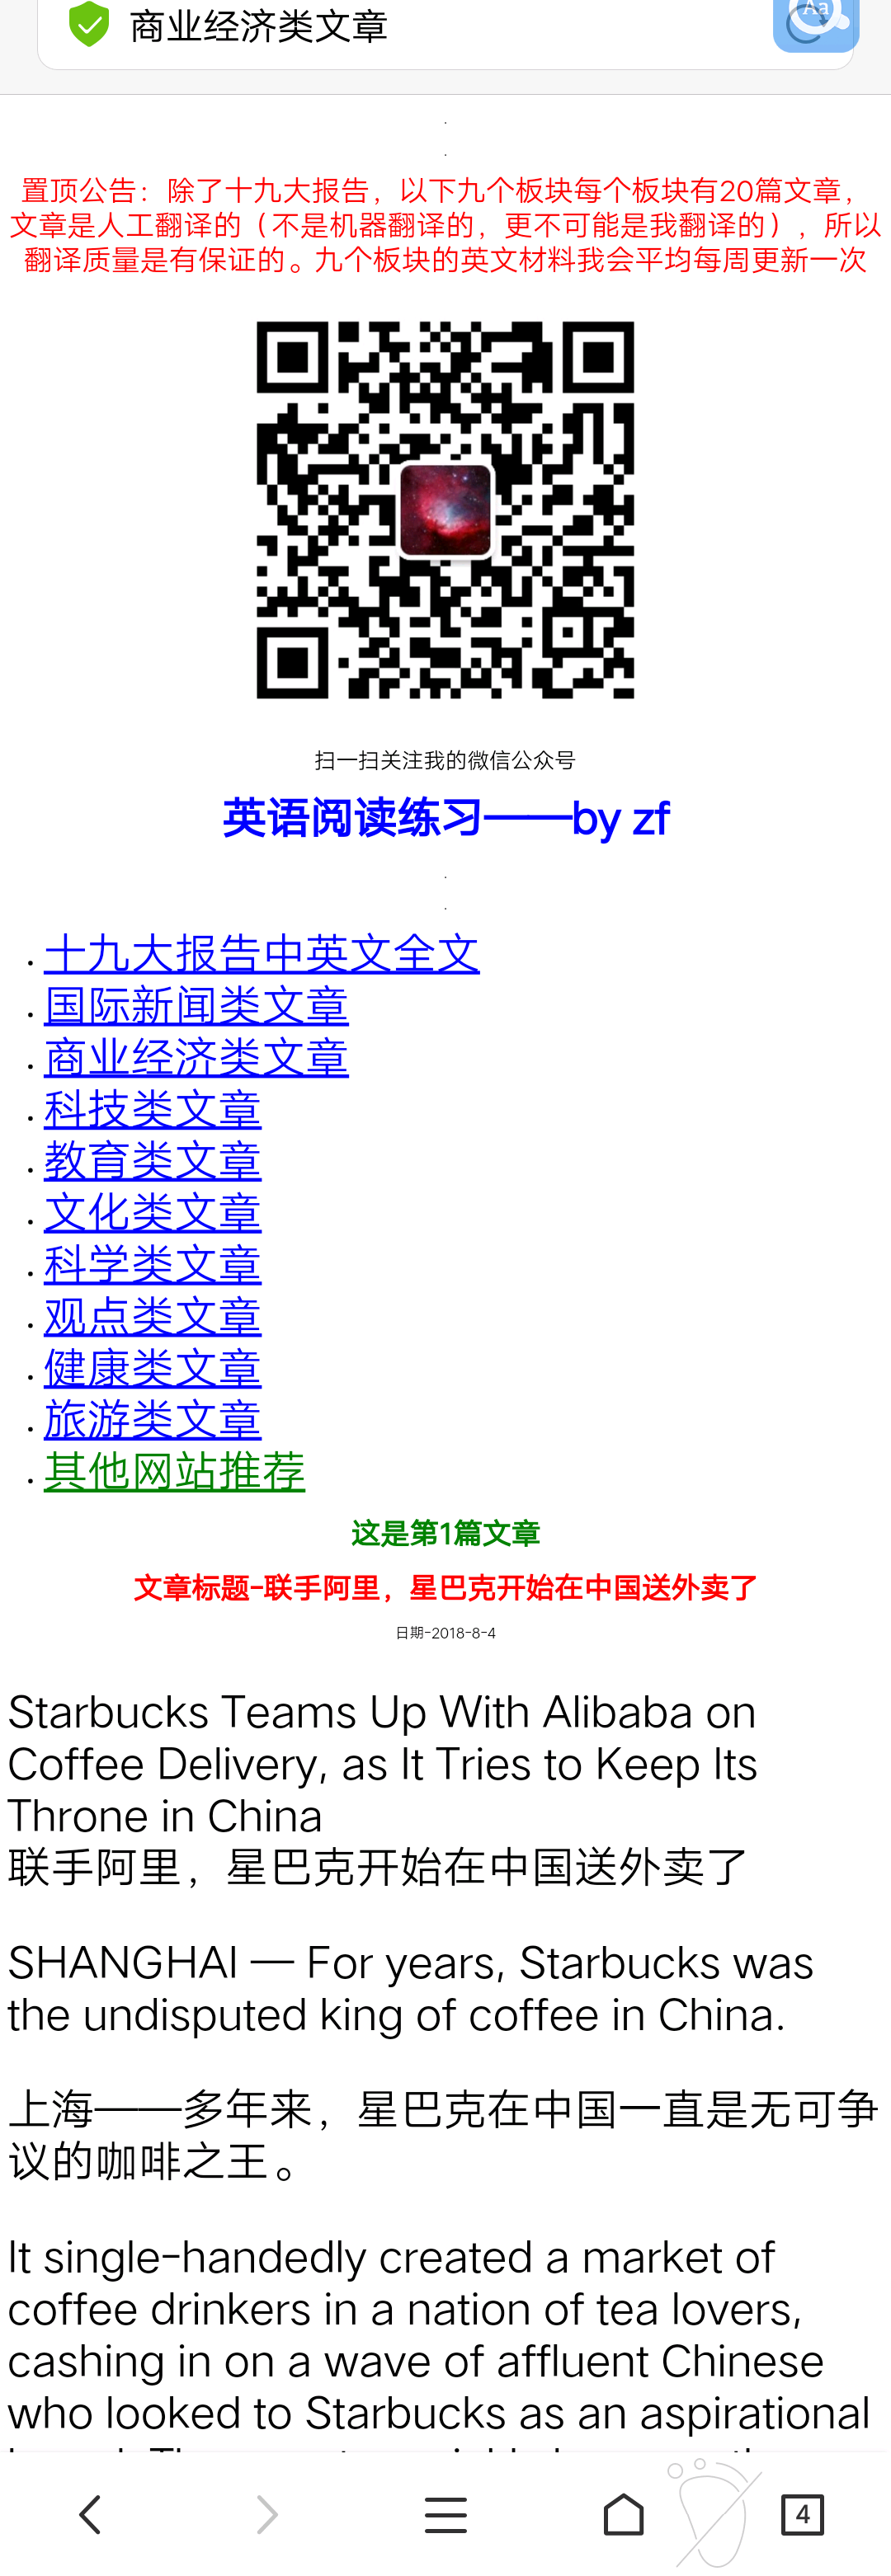 商业经济类文章
Aa
置顶公告：除了十九大报告，以下九个板块每个板块有20篇文章，
文章是人工翻译的（不是机器翻译的，更不可能是我翻译的），所以
翻译质量是有保证的。九个板块的英文材料我会平均每周更新一次
扫一扫关注我的微信公众号
英语阅读练习——by zf
十九大报告中英文全文
国际新闻类文章
商业经济类文章
科技类文章
教育类文章
文化类文章
科学类文章
观点类文章
健康类文章
旅游类文章
其他网站推荐
这是第1篇文章
文章标题-联手阿里，星巴克开始在中国送外卖了
日期-2018-8-4
Starbucks Teams Up With Alibaba on
Coffee Delivery, as It Tries to Keep Its
Throne in China
联手阿里，星巴克开始在中国送外卖了
SHANGHAI — For years, Starbucks was
the undisputed king of coffee in China.
上海——多年来，星巴克在中国一直是无可争
议的咖啡之王。
It single-handedly created a market of
coffee drinkers in a nation of tea lovers,
cashing in on a wave of affluent Chinese
who looked to Starbucks as an aspirational
4